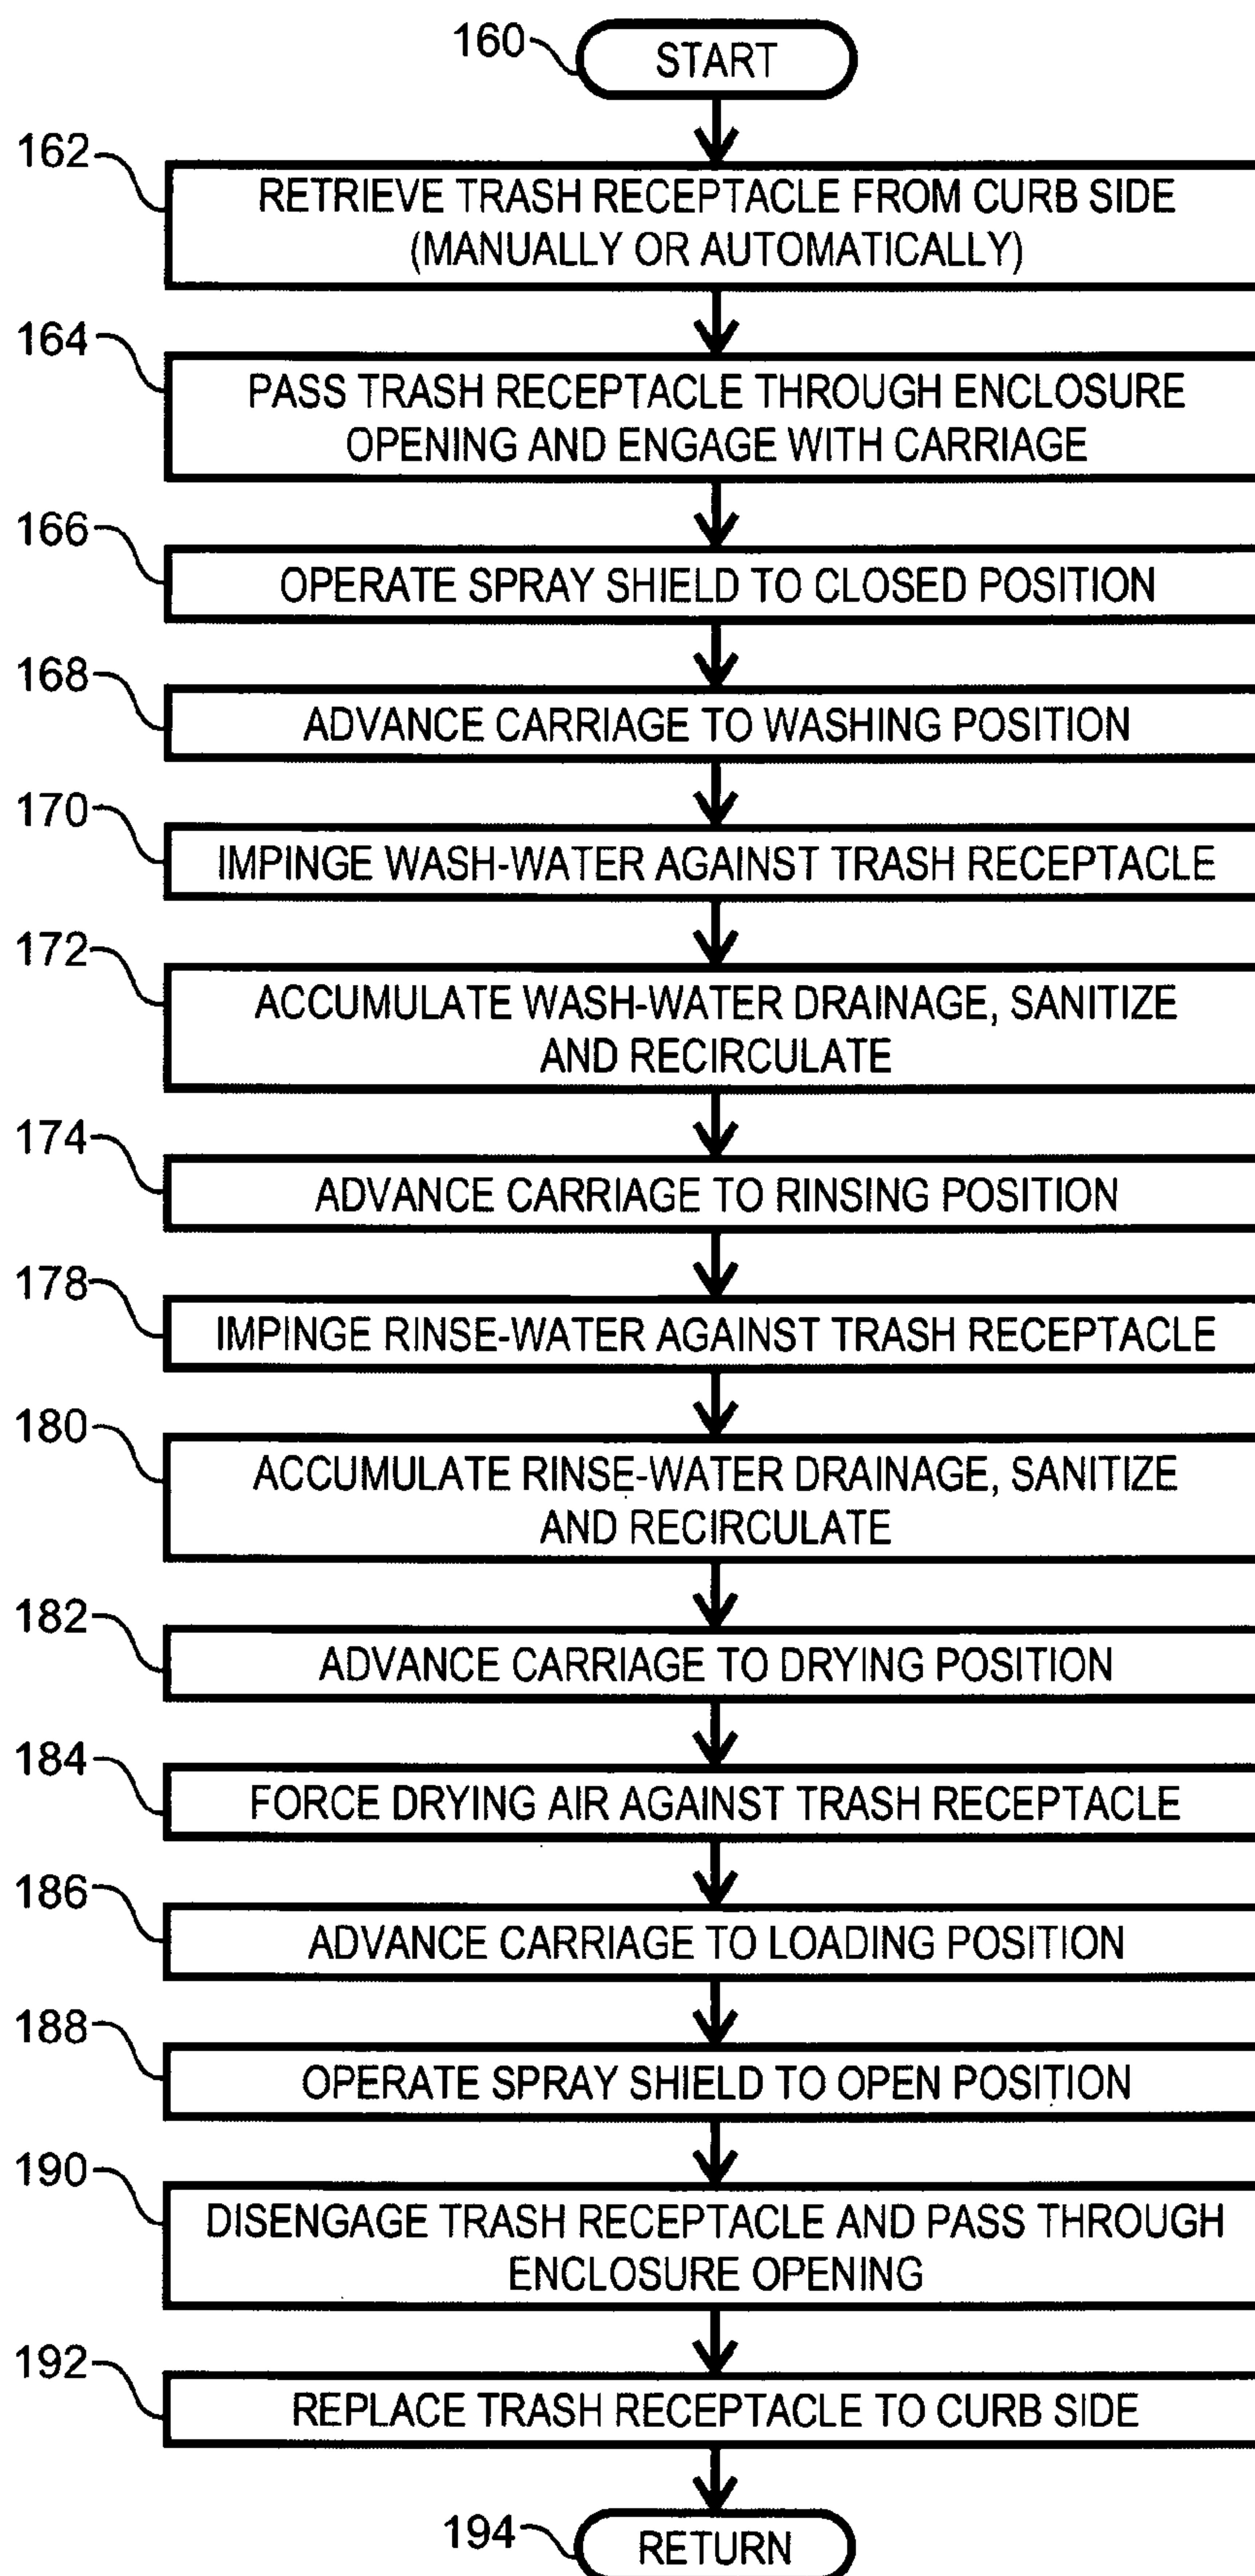 160
START
162
RETRIEVE TRASH RECEPTACLE FROM CURB SIDE
(MANUALLY OR AUTOMATICALLY)
164
PASS TRASH RECEPTACLE THROUGH ENCLOSURE
OPENING AND ENGAGE WITH CARRIAGE
166
OPERATE SPRAY SHIELD TO CLOSED POSITION
168
ADVANCE CARRIAGE TO WASHING POSITION
170
IMPINGE WASH-WATER AGAINST TRASH RECEPTACLE
172
ACCUMULATE WASH-WATER DRAINAGE, SANITIZE
AND RECIRCULATE
174
ADVANCE CARRIAGE TO RINSING POSITION
178
IMPINGE RINSE-WATER AGAINST TRASH RECEPTACLE
180
ACCUMULATE RINSE-WATER DRAINAGE, SANITIZE
AND RECIRCULATE
182
ADVANCE CARRIAGE TO DRYING POSITION
184
FORCE DRYING AIR AGAINST TRASH RECEPTACLE
186
ADVANCE CARRIAGE TO LOADING POSITION
188
OPERATE SPRAY SHIELD TO OPEN POSITION
190
DISENGAGE TRASH RECEPTACLE AND PASS THROUGH
ENCLOSURE OPENING
192
REPLACE TRASH RECEPTACLE TO CURB SIDE
194
RETURN